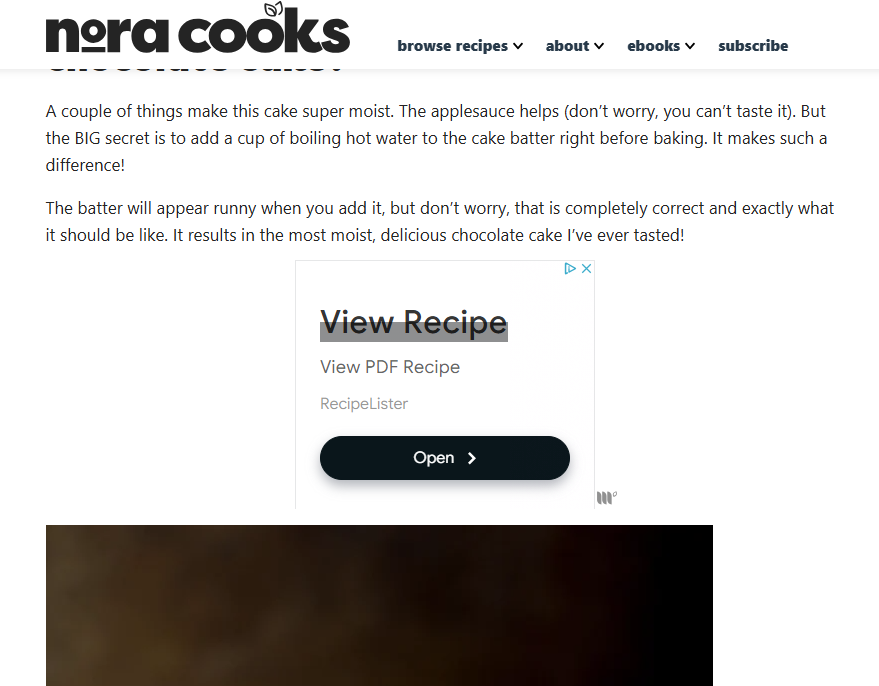 nora cooks
browse recipes about ebooks subscribe
A couple of things make this cake super moist. The applesauce helps (don’t worry, you can’t taste it). But
the BIG secret is to add a cup of boiling hot water to the cake batter right before baking. It makes such a
difference!
The batter will appear runny when you add it, but don’t worry, that is completely correct and exactly what
it should be like. It results in the most moist, delicious chocolate cake I’ve ever tasted!
View Recipe
View PDF Recipe
RecipeLister
Open